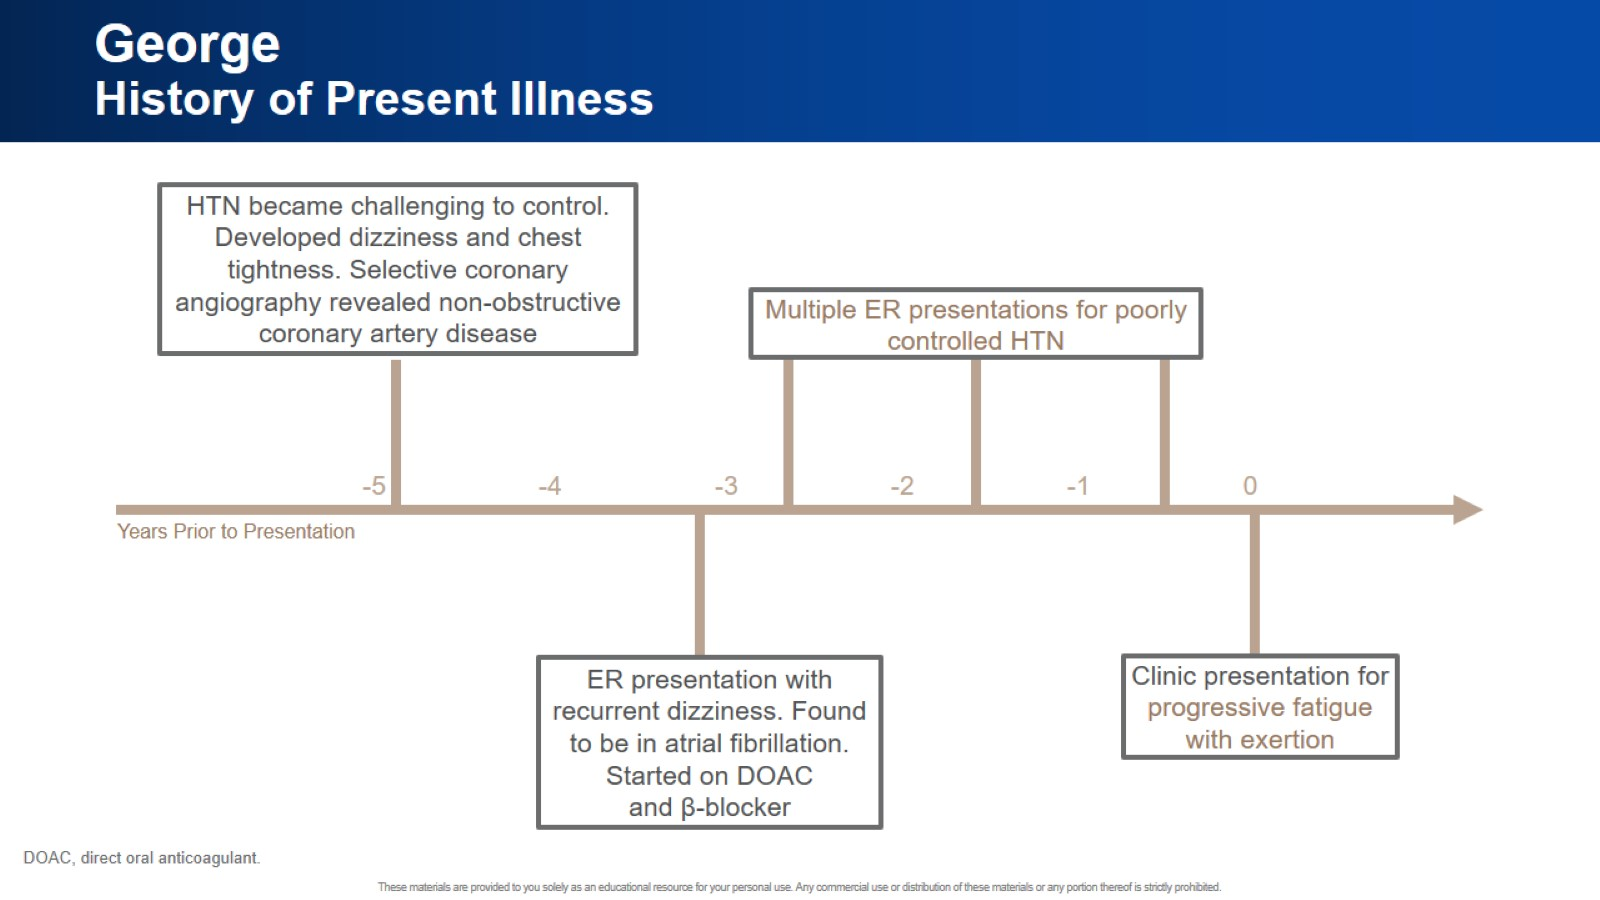 George
History of Present Illness
HTN became challenging to control.
Developed dizziness and chest
tightness. Selective coronary
angiography revealed non-obstructive
coronary artery disease
Multiple ER presentations for poorly
controlled HTN
-5
-4
-3
-2
-1
0
Years Prior to Presentation
ER presentation with
recurrent dizziness. Found
to be in atrial fibrillation.
Started on DOAC
and β-blocker
Clinic presentation for
progressive fatigue
with exertion
DOAC, direct oral anticoagulant.
These materials are provided to you solely as an educational resource for your personal use. Any commercial use or distribution of these materials or any portion thereof is strictly prohibited.